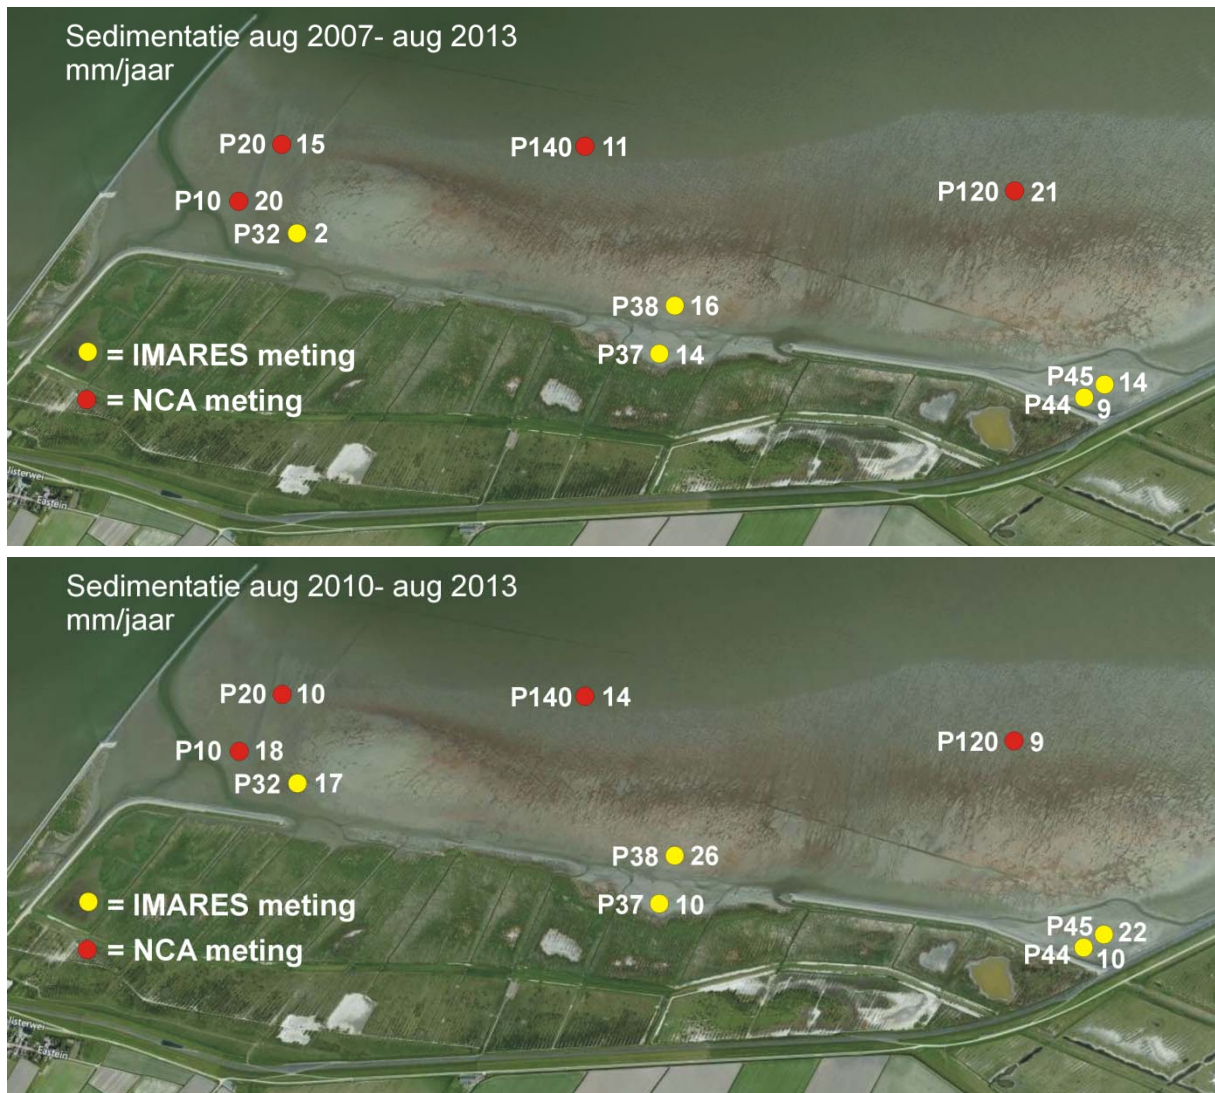 Sedimentatie aug 2007- aug 2013
mm/jaar
P20 15
P140 11
P10 20
P120 21
P32 2
P38 16
P37 14
= IMARES meting
P45 14
P44 9
= NCA meting
Eastein
Sedimentatie aug 2010- aug 2013
mm/jaar
P20 10
P140 14
P10 18
P120 9
P32 17
P38 26
P37 10
= IMARES meting
P45 22
P44 10
= NCA meting
Eastein